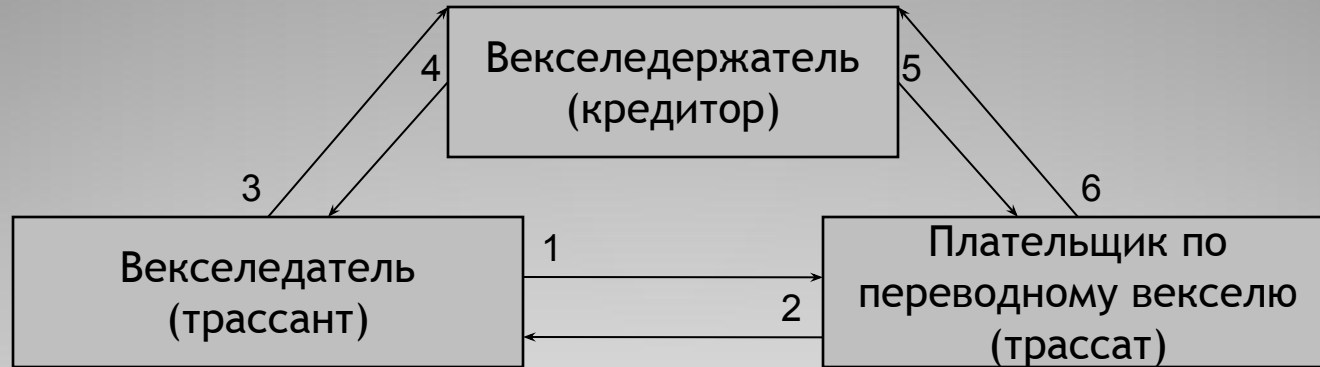 Векселедержатель
(кредитор)
4
5
3
6
Векселедатель
(трассант)
1
2
Плательщик по
переводному векселю
(трассат)